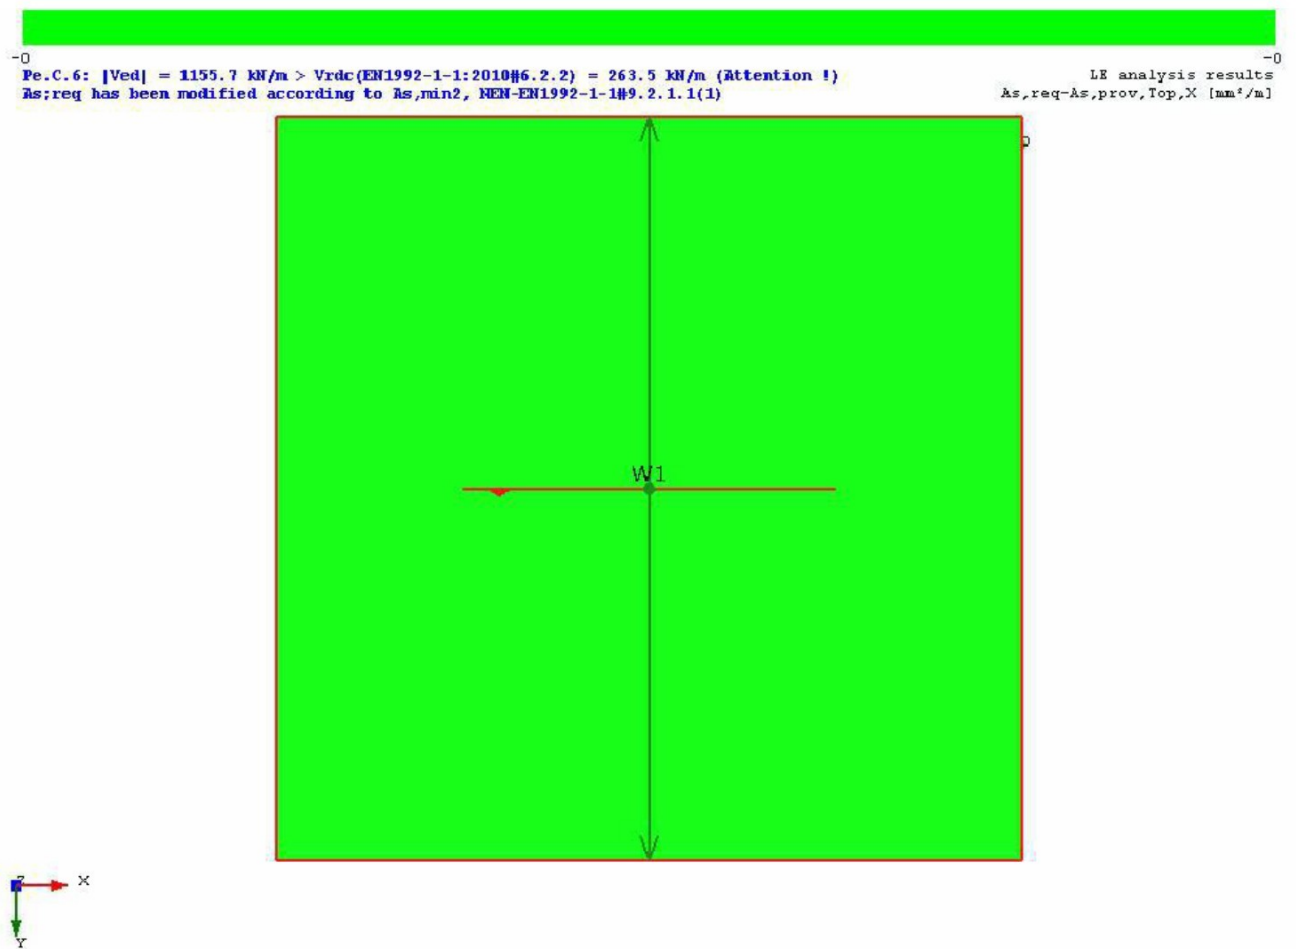 -0 -0
Pe.C.6: |Ved| = 1155.7 kN/m > Vrdc(EN1992-1-1:2010#6.2.2) = 263.5 kN/m (Attention !)
As;req has been modified according to As,min2, NEN-EN1992-1-1#9.2.1.1(1)
LE analysis results
As,req-As,prov,Top,X [mm²/m]
W1
Z X
Y